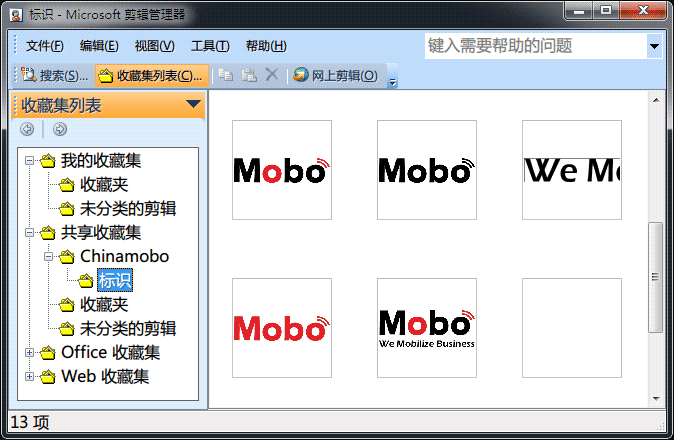 标识 - Microsoft 剪辑管理器
文件(F) 编辑(E) 视图(V) 工具(T) 帮助(H) 键入需要帮助的问题
搜索(S)... 收藏集列表(C)... 网上剪辑(O)
收藏集列表
我的收藏集
收藏夹
未分类的剪辑
共享收藏集
Chinamobo
标识
收藏夹
未分类的剪辑
Office 收藏集
Web 收藏集
Mobo Mobo We Mo
Mobo Mobo
We Mobilize Business
13 项